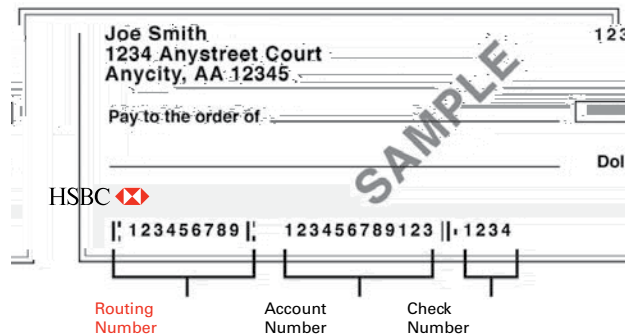 Joe Smith
123
1234 Anystreet Court
Anycity, AA 12345
Pay to the order of
SAMPLE
Dol
HSBC
123456789 123456789123 1234
Routing
Number
Account
Number
Check
Number